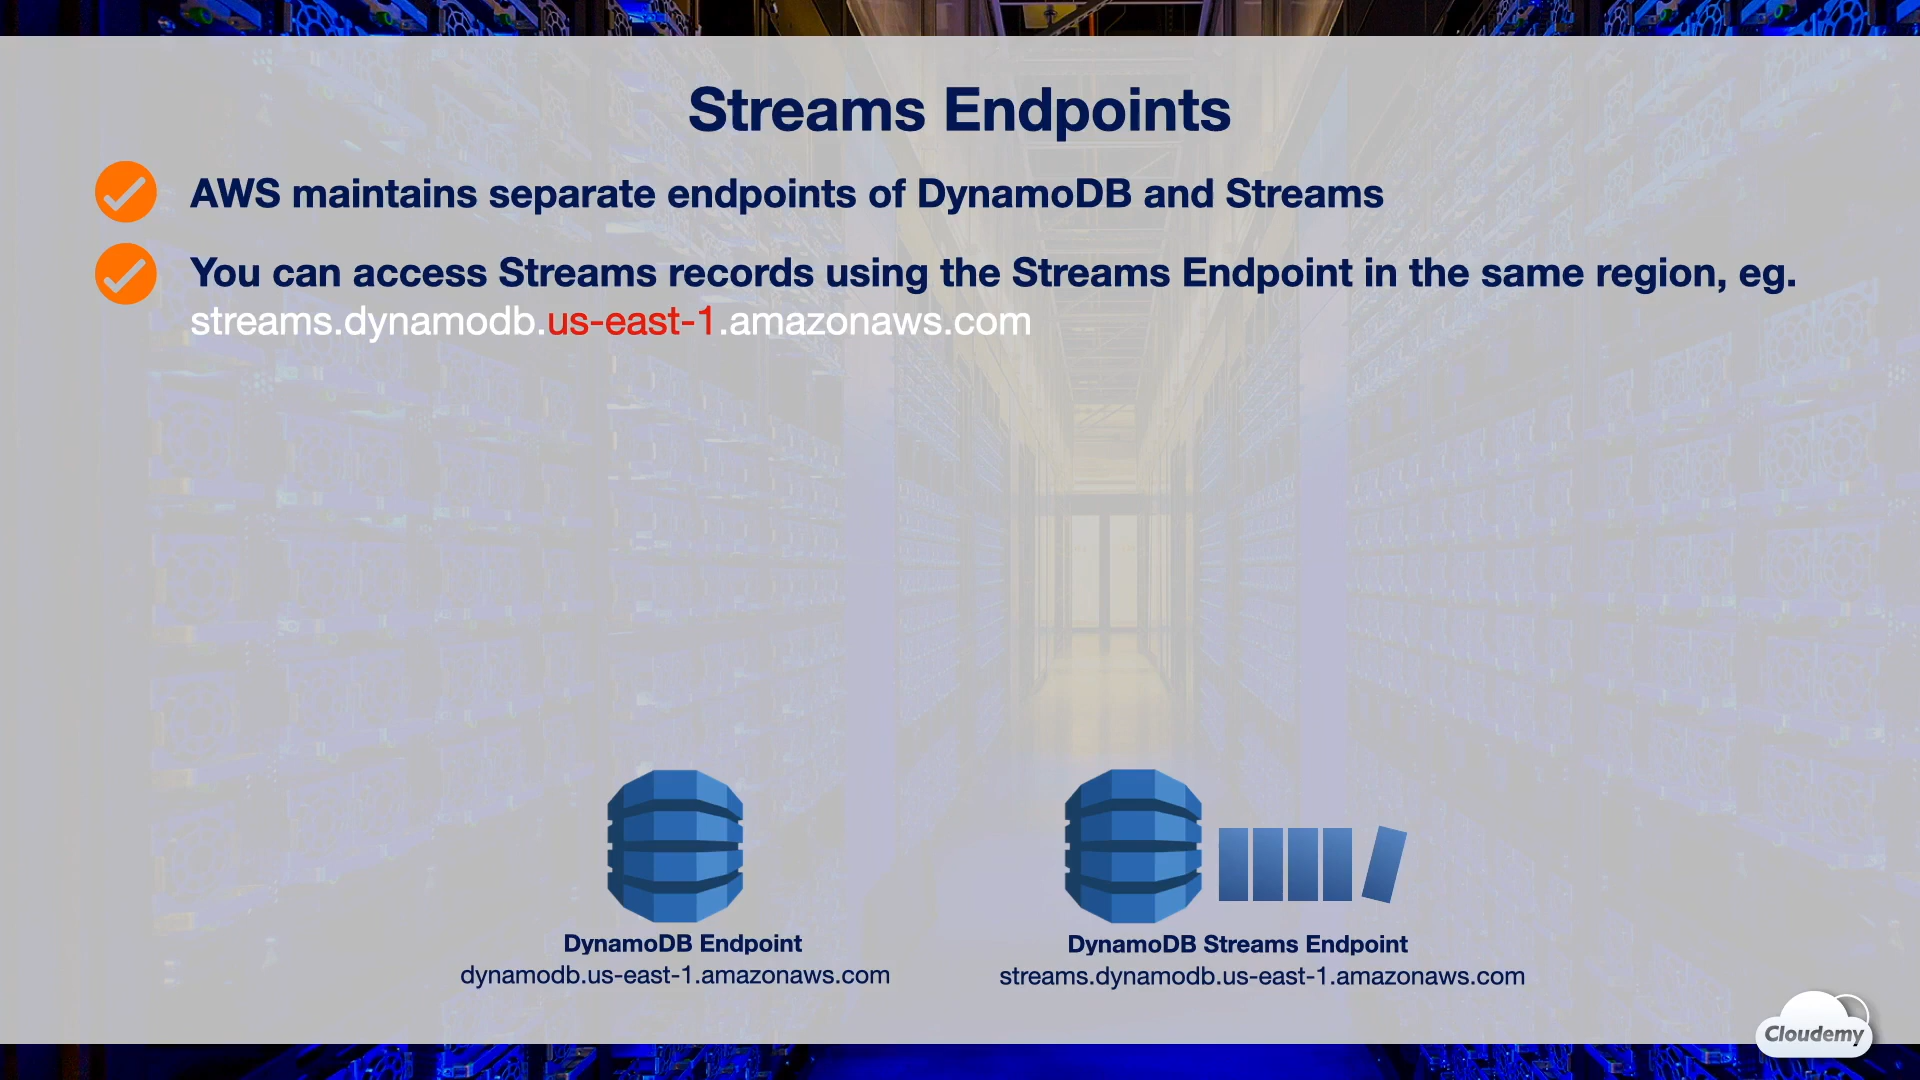 Streams Endpoints
AWS maintains separate endpoints of DynamoDB and Streams
You can access Streams records using the Streams Endpoint in the same region, eg.
streams.dynamodb.us-east-1.amazonaws.com
DynamoDB Endpoint
dynamodb.us-east-1.amazonaws.com
DynamoDB Streams Endpoint
streams.dynamodb.us-east-1.amazonaws.com
Cloudemy